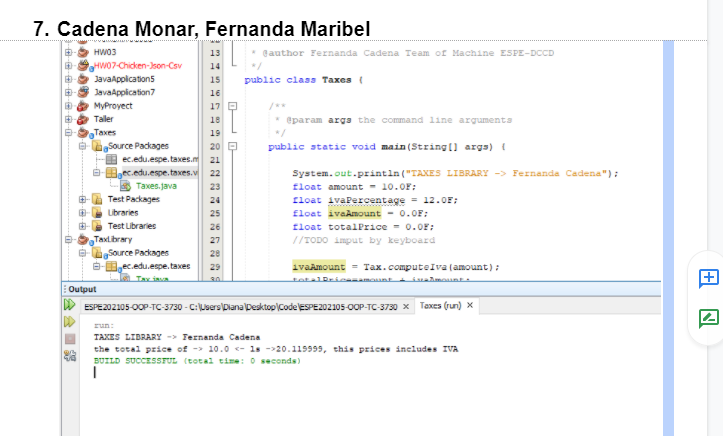 7. Cadena Monar, Fernanda Maribel
HW03
HW07-Chicken-Json-Csv
JavaApplication5
JavaApplication7
MyProyect
Taller
Taxes
Source Packages
ec.edu.espe.taxes.m
ec.edu.espe.taxes.v
Taxes.java
Test Packages
Libraries
Test Libraries
TaxLibrary
Source Packages
ec.edu.espe.taxes
Tax.java
13 * @author Fernanda Cadena Team of Machine ESPE-DCCD
14 */
15 public class Taxes {
16
17 /**
18 * @param args the command line arguments
19 */
20 public static void main(String[] args) {
21
22 System.out.println("TAXES LIBRARY -> Fernanda Cadena");
23 float amount = 10.0F;
24 float ivaPercentage = 12.0F;
25 float ivaAmount = 0.0F;
26 float totalPrice = 0.0F;
27 //TODO imput by keyboard
28
29 ivaAmount = Tax.computeIva(amount);
30 totalPrice=amount + ivaAmount;
Output
ESPE202105-OOP-TC-3730 - C:\Users\Diana\Desktop\Code\ESPE202105-OOP-TC-3730 × Taxes (run) ×
run:
TAXES LIBRARY -> Fernanda Cadena
the total price of -> 10.0 <- is ->20.119999, this prices includes IVA
BUILD SUCCESSFUL (total time: 0 seconds)